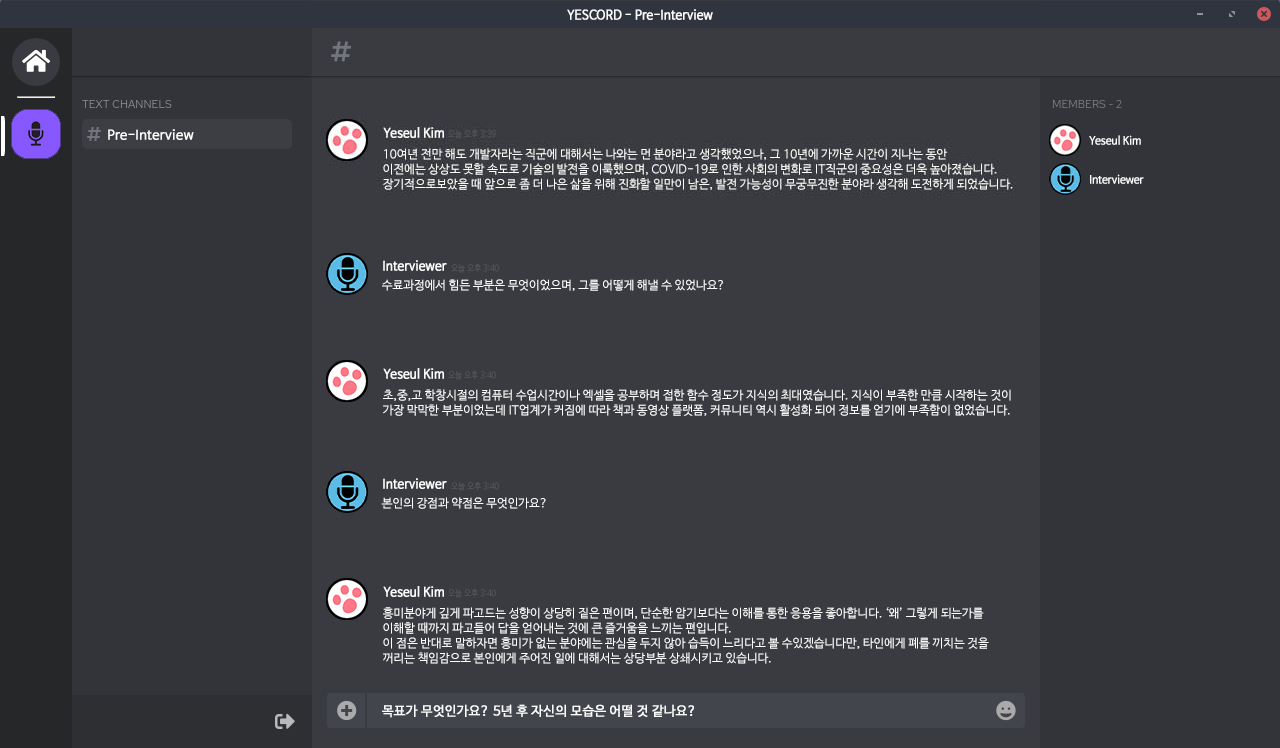 YESCORD - Pre-Interview
#
TEXT CHANNELS
# Pre-Interview
MEMBERS - 2
Yeseul Kim
Interviewer
Yeseul Kim 오늘 오후 3:39
10여년 전만 해도 개발자라는 직군에 대해서는 나와는 먼 분야라고 생각했었으나, 그 10년에 가까운 시간이 지나는 동안
이전에는 상상도 못할 속도로 기술의 발전을 이룩했으며, COVID-19로 인한 사회의 변화로 IT직군의 중요성은 더욱 높아졌습니다.
장기적으로보았을 때 앞으로 좀 더 나은 삶을 위해 진화할 일만이 남은, 발전 가능성이 무궁무진한 분야라 생각해 도전하게 되었습니다.
Interviewer 오늘 오후 3:40
수료과정에서 힘든 부분은 무엇이었으며, 그를 어떻게 해낼 수 있었나요?
Yeseul Kim 오늘 오후 3:40
초,중,고 학창시절의 컴퓨터 수업시간이나 엑셀을 공부하며 접한 함수 정도가 지식의 최대였습니다. 지식이 부족한 만큼 시작하는 것이
가장 막막한 부분이었는데 IT업계가 커짐에 따라 책과 동영상 플랫폼, 커뮤니티 역시 활성화 되어 정보를 얻기에 부족함이 없었습니다.
Interviewer 오늘 오후 3:40
본인의 강점과 약점은 무엇인가요?
Yeseul Kim 오늘 오후 3:40
흥미분야게 깊게 파고드는 성향이 상당히 짙은 편이며, 단순한 암기보다는 이해를 통한 응용을 좋아합니다. ‘왜’ 그렇게 되는가를
이해할 때까지 파고들어 답을 얻어내는 것에 큰 즐거움을 느끼는 편입니다.
이 점은 반대로 말하자면 흥미가 없는 분야에는 관심을 두지 않아 습득이 느리다고 볼 수있겠습니다만, 타인에게 폐를 끼치는 것을
꺼리는 책임감으로 본인에게 주어진 일에 대해서는 상당부분 상쇄시키고 있습니다.
목표가 무엇인가요? 5년 후 자신의 모습은 어떨 것 같나요?